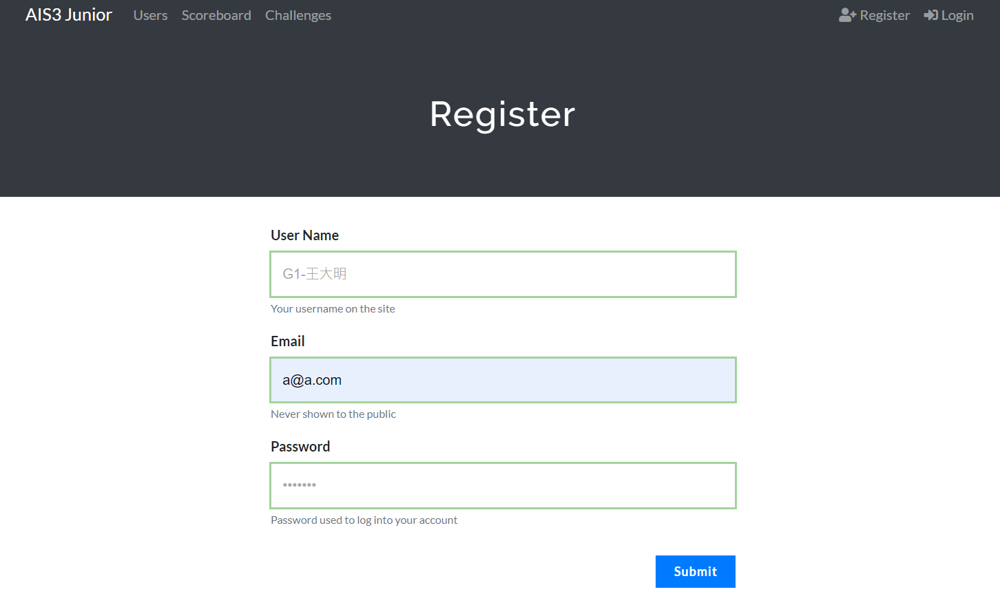 AIS3 Junior Users Scoreboard Challenges Register Login
Register
User Name
G1-王大明
Your username on the site
Email
a@a.com
Never shown to the public
Password
•••••••
Password used to log into your account
Submit